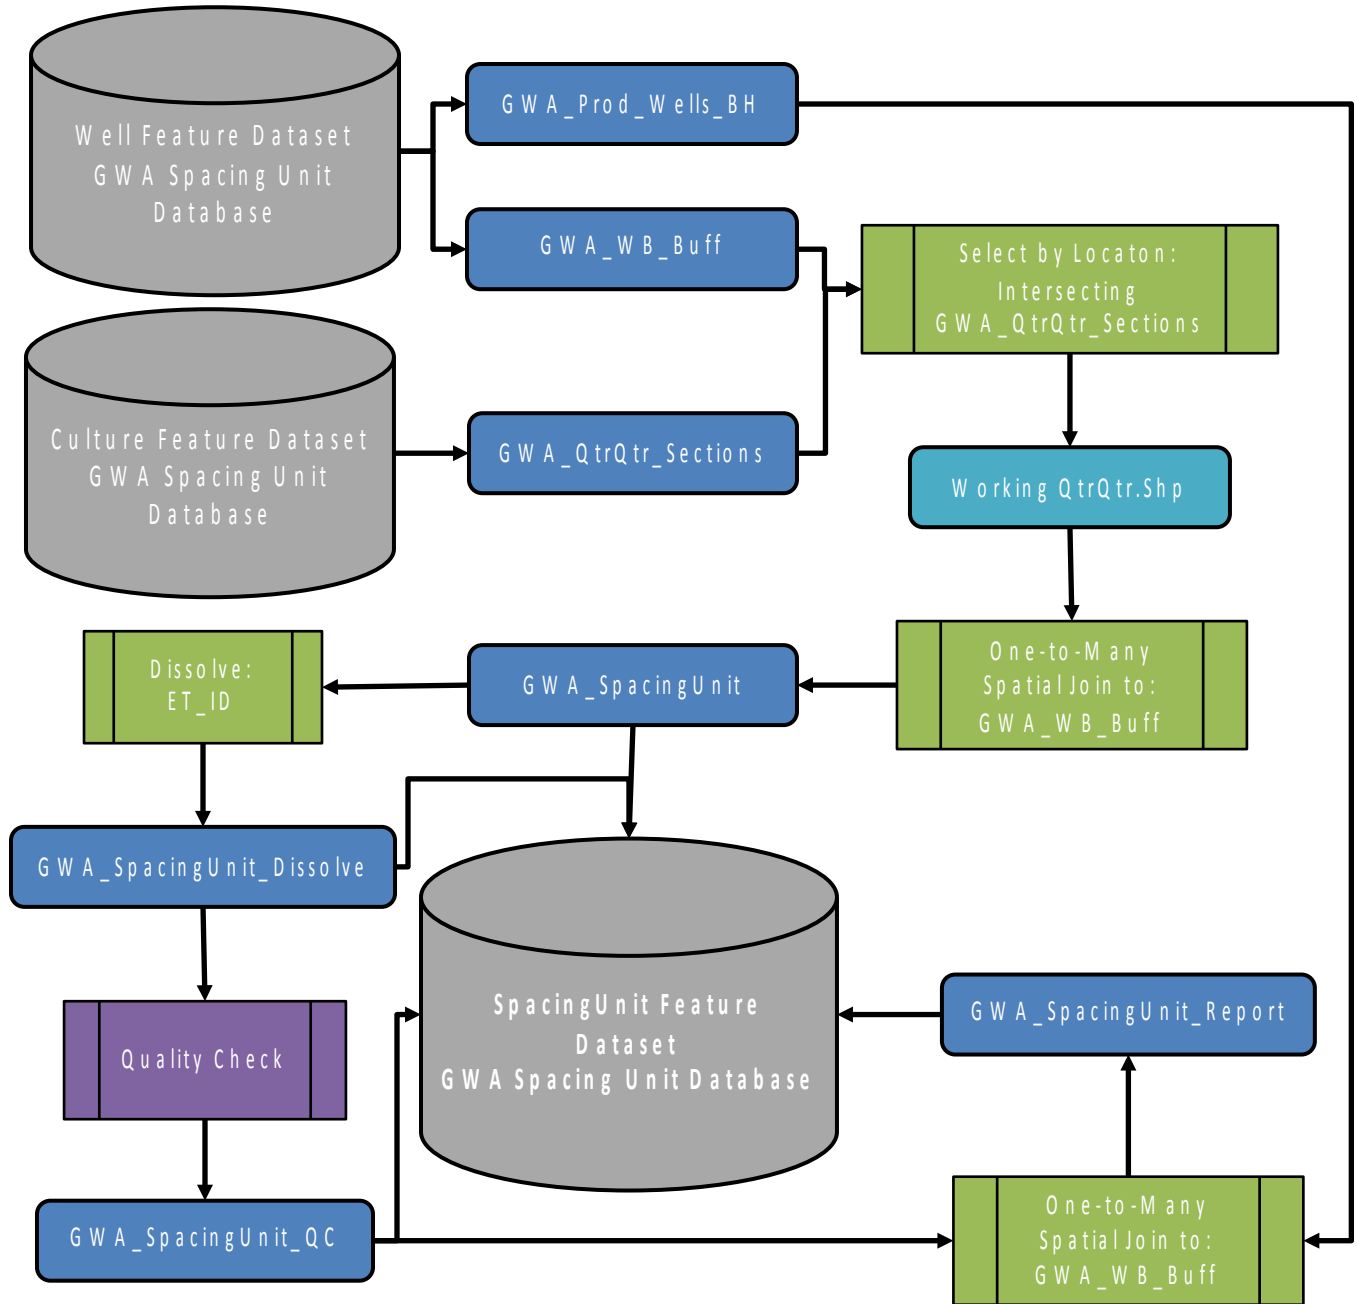 Well Feature Dataset
GWA Spacing Unit
Database
GWA_Prod_Wells_BH
GWA_WB_Buff
Select by Locaton:
Intersecting
GWA_QtrQtr_Sections
Culture Feature Dataset
GWA Spacing Unit
Database
GWA_QtrQtr_Sections
Working QtrQtr.Shp
Dissolve:
ET_ID
GWA_SpacingUnit
One-to-Many
Spatial Join to:
GWA_WB_Buff
GWA_SpacingUnit_Dissolve
SpacingUnit Feature
Dataset
GWA Spacing Unit Database
GWA_SpacingUnit_Report
Quality Check
GWA_SpacingUnit_QC
One-to-Many
Spatial Join to:
GWA_WB_Buff